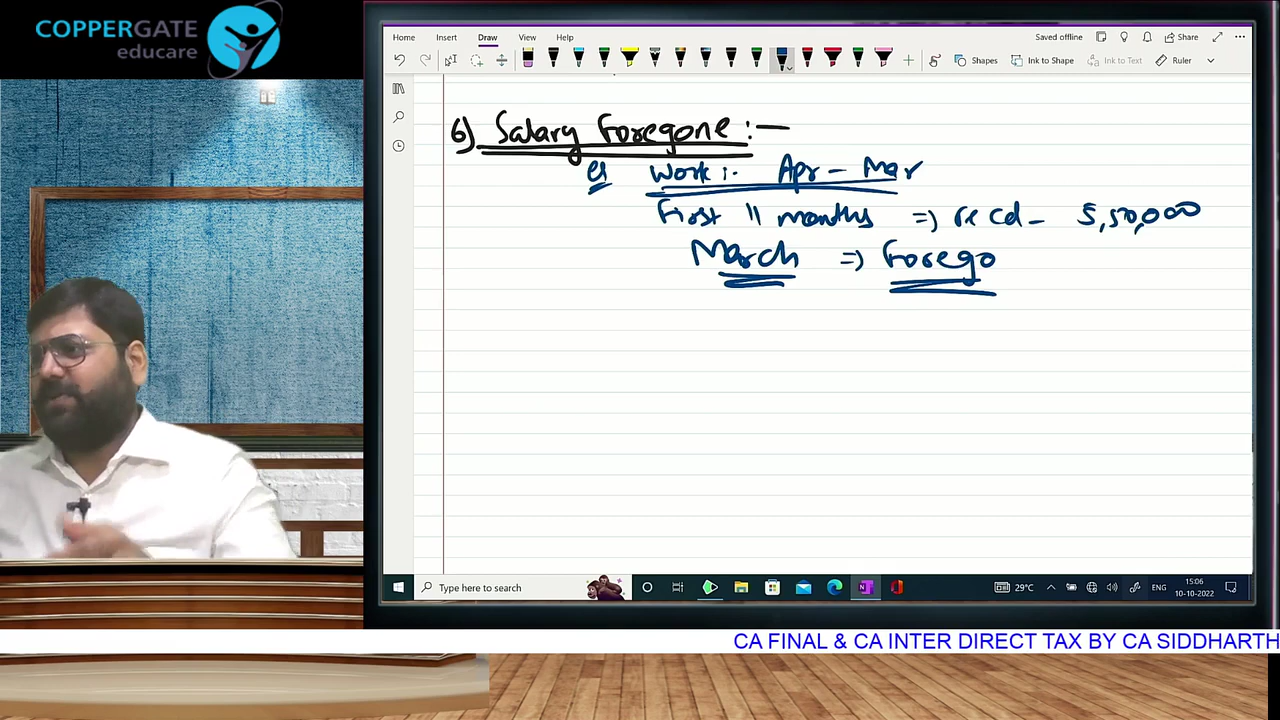 COPPERGATE
educare
Home Insert Draw View Help
Saved offline
Share
Shapes Ink to Shape Ink to Text Ruler
6) Salary Foregone :-
eg Work :- Apr - Mar
First 11 months => recd - 5,50,000
March => Forego
Type here to search
29°C
ENG
15:06
10-10-2022
CA FINAL & CA INTER DIRECT TAX BY CA SIDDHARTH